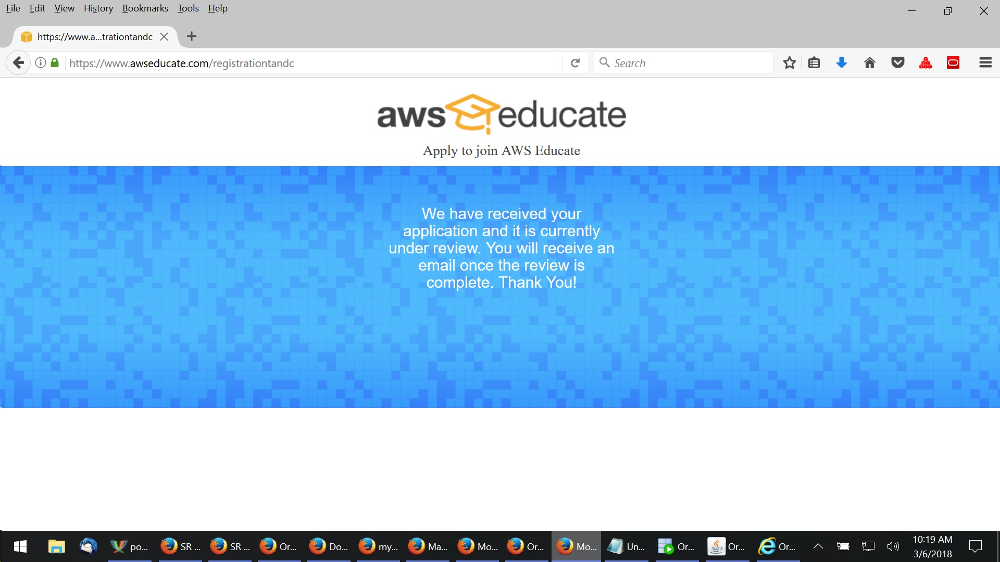 File Edit View History Bookmarks Tools Help
https://www.a...trationtandc
https://www.awseducate.com/registrationtandc
Search
aws educate
Apply to join AWS Educate
We have received your
application and it is currently
under review. You will receive an
email once the review is
complete. Thank You!
po... SR ... SR ... Or... Do... my... Ma... Mo... Or... Mo... Un... Or... Or... Or...
10:19 AM
3/6/2018